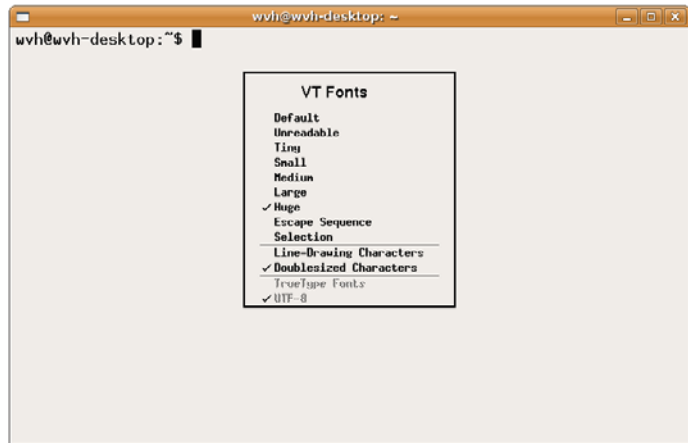 wvh@wvh-desktop: ~
wvh@wvh-desktop:~$
VT Fonts
Default
Unreadable
Tiny
Small
Medium
Large
✓Huge
Escape Sequence
Selection
Line-Drawing Characters
✓Doublesized Characters
TrueType Fonts
✓UTF-8